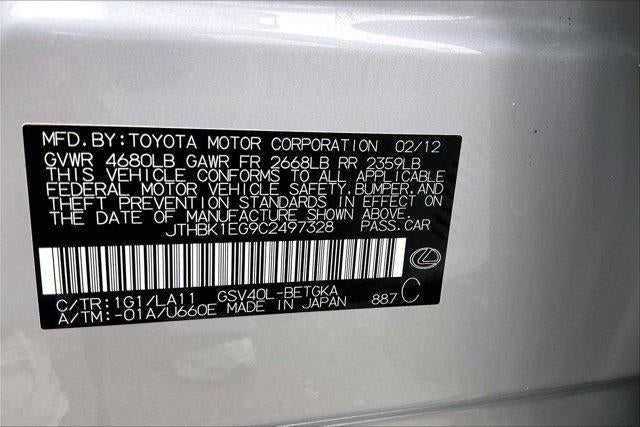 MFD. BY: TOYOTA MOTOR CORPORATION 02/12
GVWR 4680LB GAWR FR 2668LB RR 2359LB
THIS VEHICLE CONFORMS TO ALL APPLICABLE
FEDERAL MOTOR VEHICLE SAFETY, BUMPER, AND
THEFT PREVENTION STANDARDS IN EFFECT ON
THE DATE OF MANUFACTURE SHOWN ABOVE.
JTHBK1EG9C2497328 PASS. CAR
C/TR: 1G1/LA11 GSV40L-BETGKA
A/TM: -01A/U660E MADE IN JAPAN 887 C